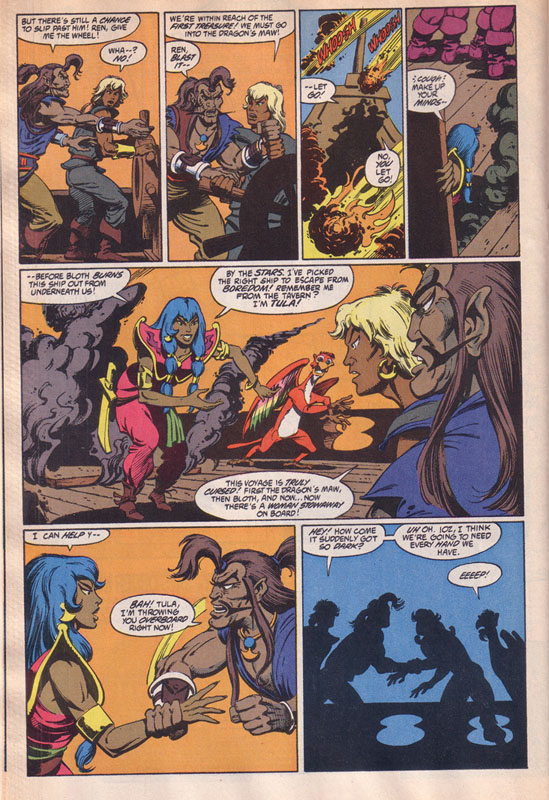 BUT THERE'S STILL A CHANCE
TO SLIP PAST HIM! REN, GIVE
ME THE WHEEL!
WHA--?
NO!
WE'RE WITHIN REACH OF THE
FIRST TREASURE! WE MUST GO
INTO THE DRAGON'S MAW!
REN,
BLAST
IT--
WHOOOSH
WHOOOSH
--LET
GO!
NO,
YOU
LET
GO!
:COUGH:
MAKE UP
YOUR
MINDS--
--BEFORE BLOTH BURNS
THIS SHIP OUT FROM
UNDERNEATH US!
BY THE STARS. I'VE PICKED
THE RIGHT SHIP TO ESCAPE FROM
BOREDOM! REMEMBER ME
FROM THE TAVERN?
I'M TULA!
THIS VOYAGE IS TRULY
CURSED! FIRST THE DRAGON'S MAW,
THEN BLOTH, AND NOW...NOW
THERE'S A WOMAN STOWAWAY
ON BOARD!
I CAN HELP Y--
BAH! TULA,
I'M THROWING
YOU OVERBOARD
RIGHT NOW!
HEY! HOW COME
IT SUDDENLY GOT
SO DARK?
UH OH. IOZ, I THINK
WE'RE GOING TO NEED
EVERY HAND WE
HAVE.
EEEEP!